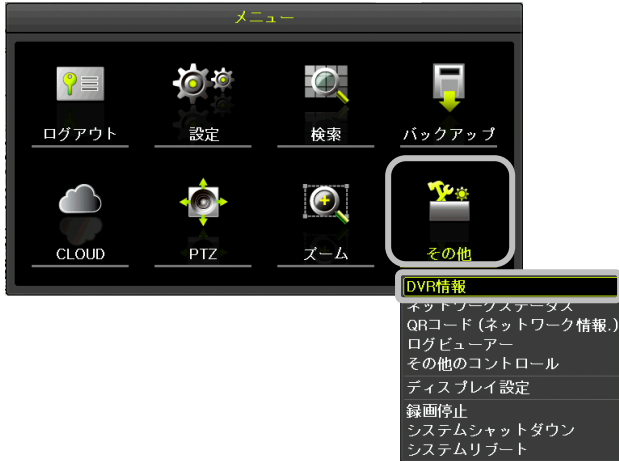 メニュー
ログアウト
設定
検索
バックアップ
CLOUD
PTZ
ズーム
その他
DVR情報
ネットワークステータス
QRコード (ネットワーク情報.)
ログビューアー
その他のコントロール
ディスプレイ設定
録画停止
システムシャットダウン
システムリブート